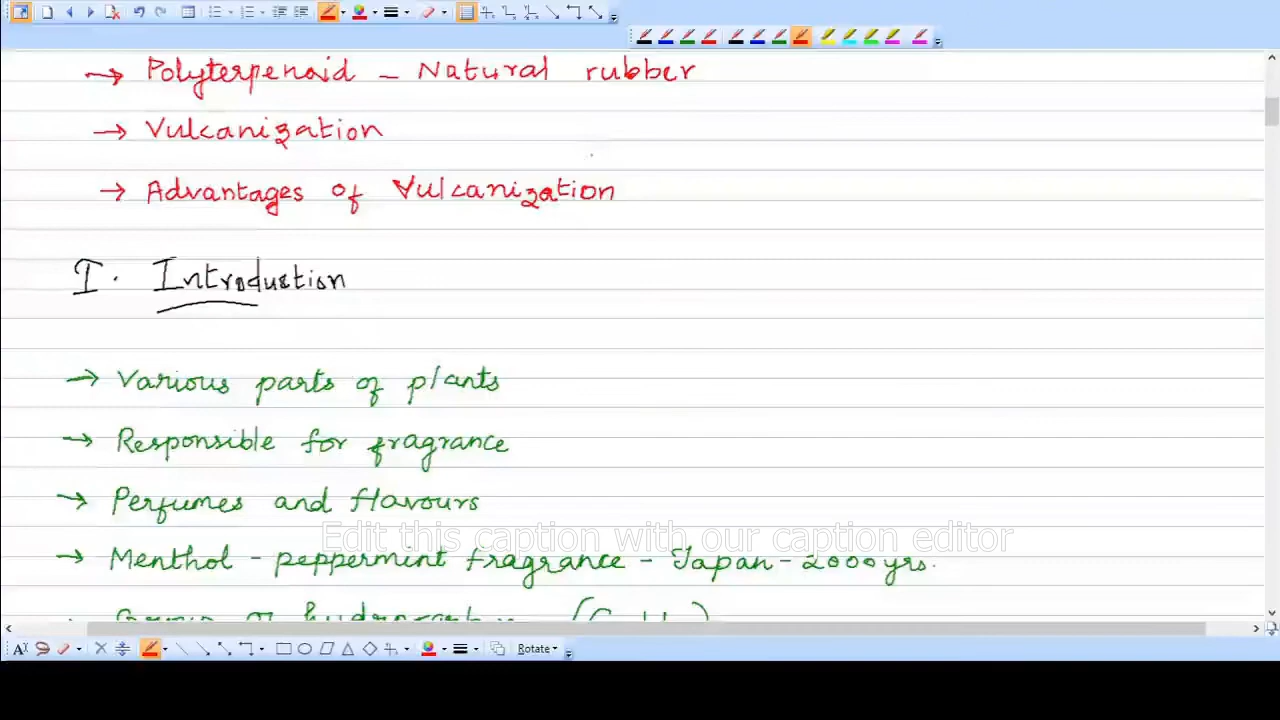 → Polyterpenoid - Natural rubber
→ Vulcanization
→ Advantages of Vulcanization
I. Introduction
→ Various parts of plants
→ Responsible for fragrance
→ Perfumes and flavours
Edit this caption with our caption editor
→ Menthol - peppermint fragrance - Japan - 2000 yrs.
Rotate